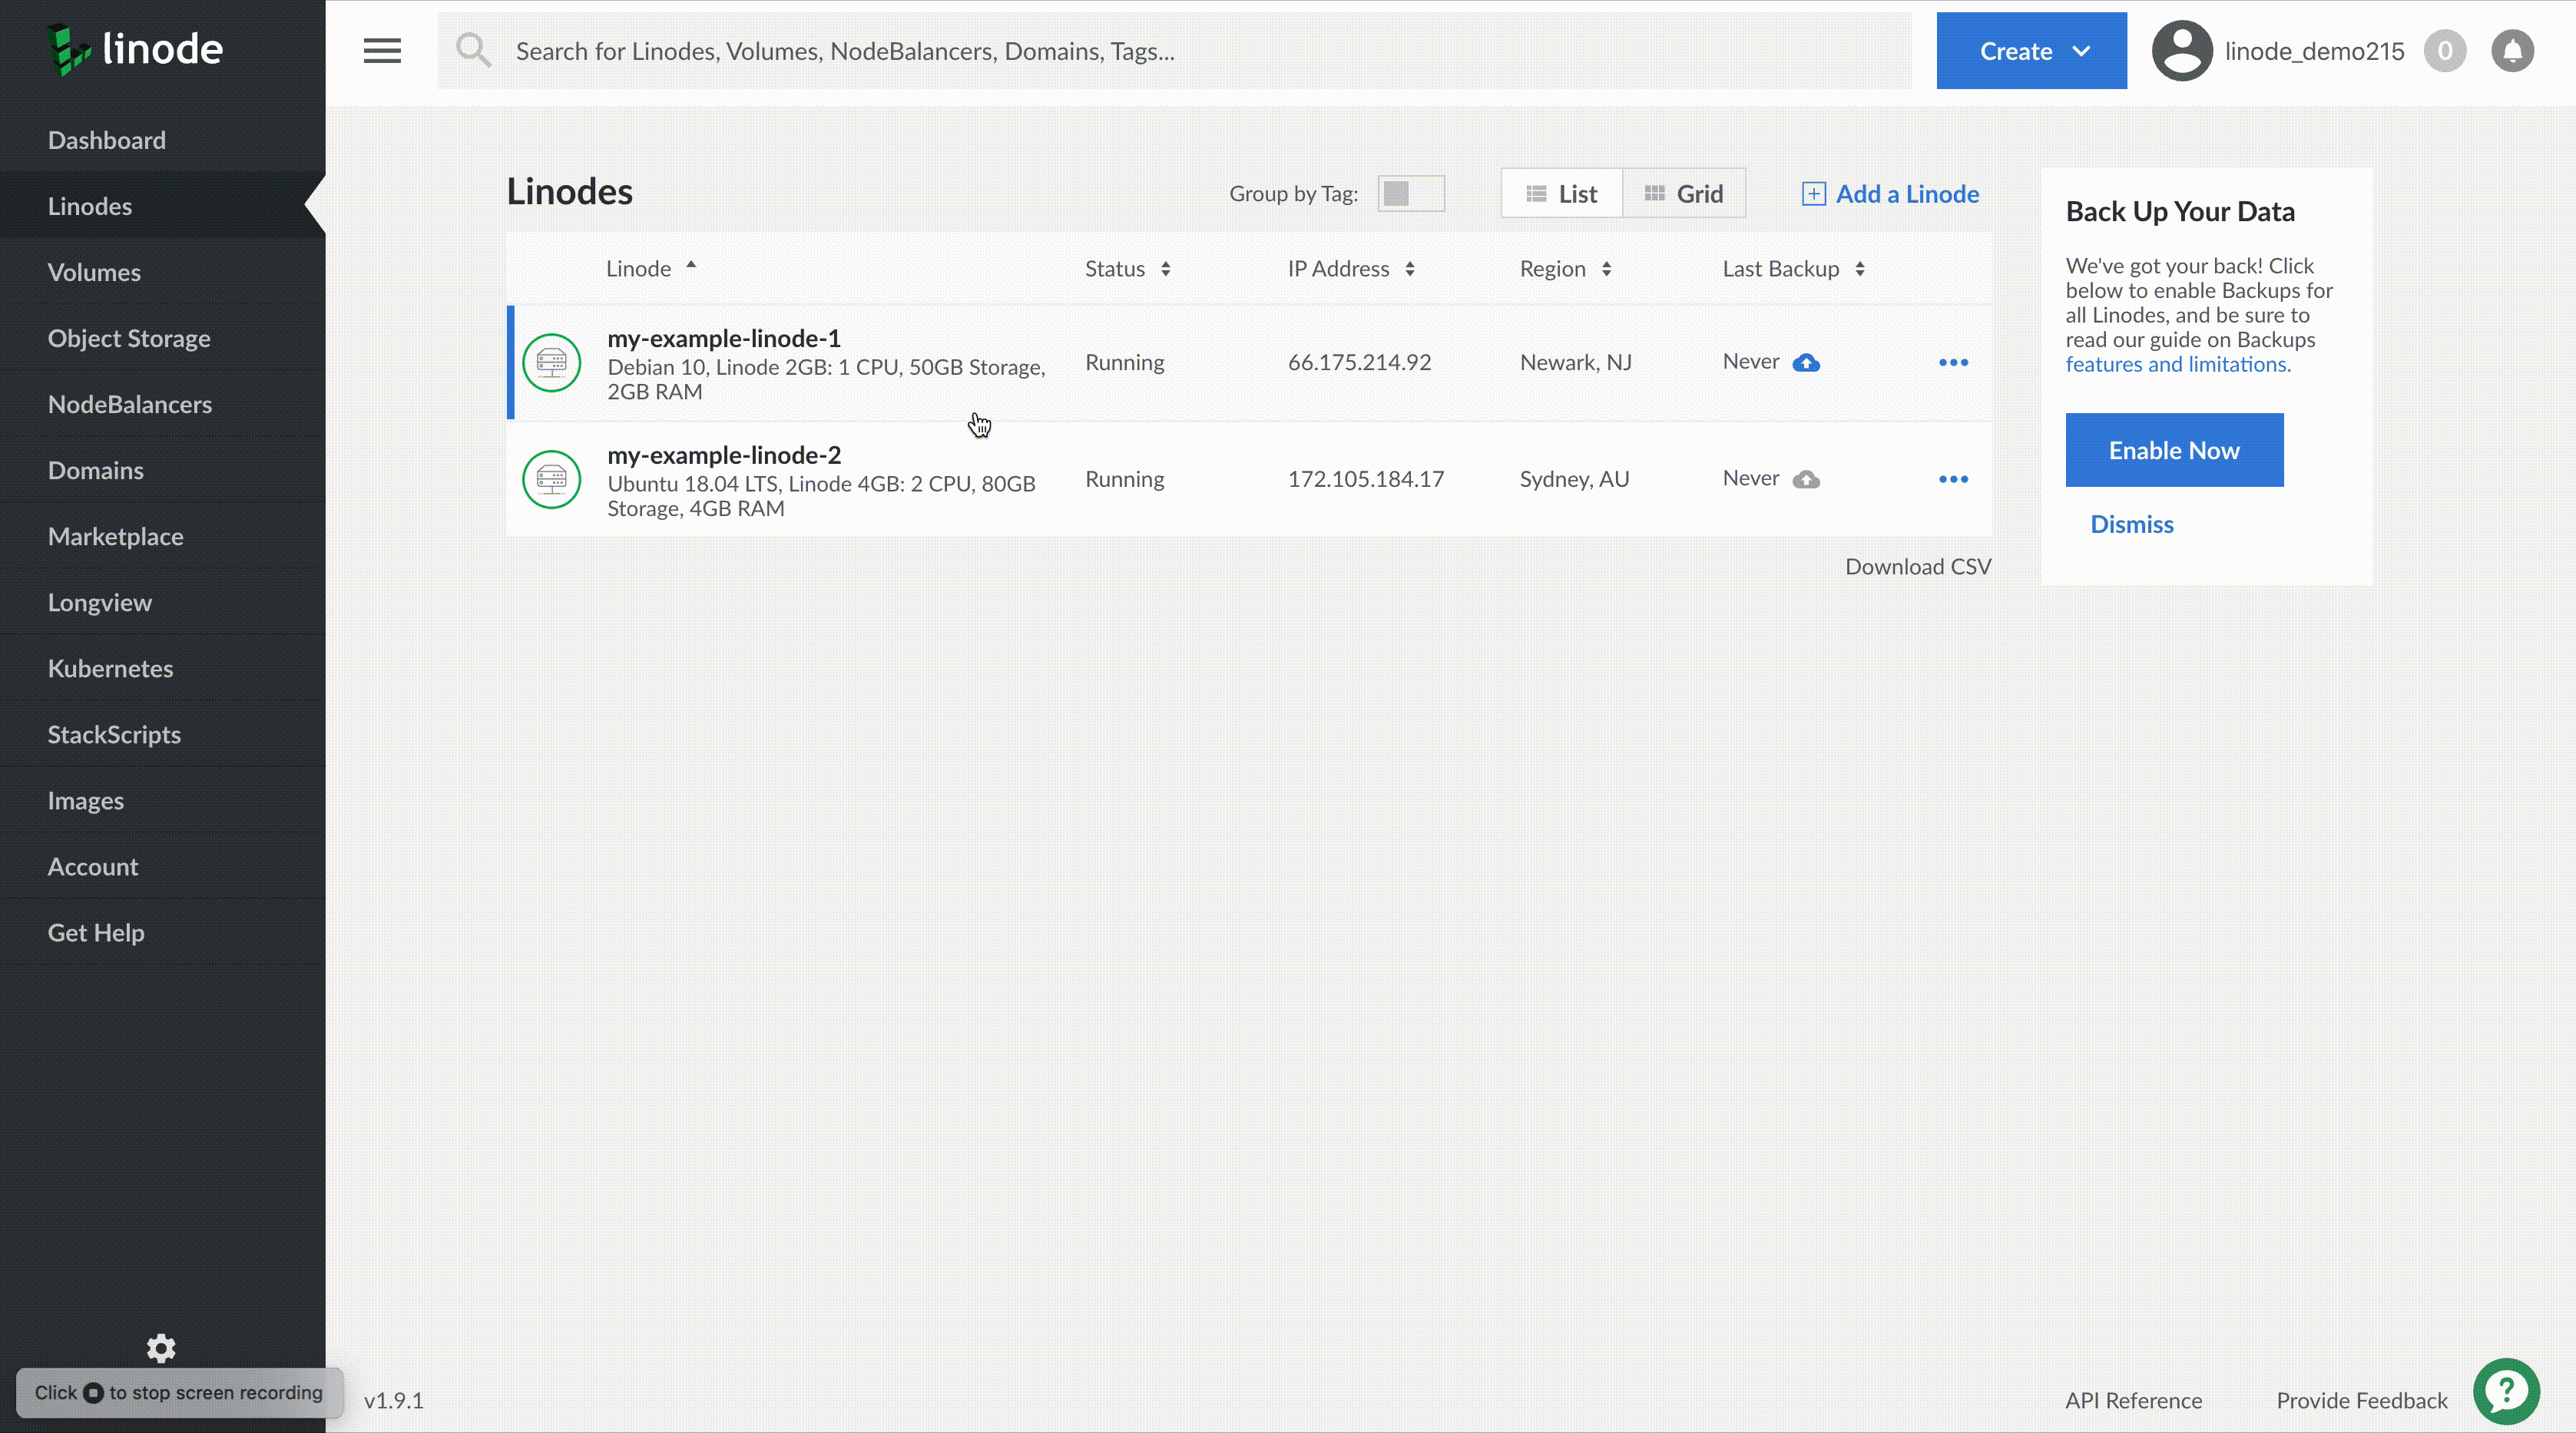 linode
Search for Linodes, Volumes, NodeBalancers, Domains, Tags...
Create
linode_demo215
0
Dashboard
Linodes
Volumes
Object Storage
NodeBalancers
Domains
Marketplace
Longview
Kubernetes
StackScripts
Images
Account
Get Help
Click to stop screen recording
Linodes
Group by Tag:
List
Grid
Add a Linode
Linode
Status
IP Address
Region
Last Backup
my-example-linode-1
Debian 10, Linode 2GB: 1 CPU, 50GB Storage,
2GB RAM
Running
66.175.214.92
Newark, NJ
Never
my-example-linode-2
Ubuntu 18.04 LTS, Linode 4GB: 2 CPU, 80GB
Storage, 4GB RAM
Running
172.105.184.17
Sydney, AU
Never
Download CSV
Back Up Your Data
We've got your back! Click
below to enable Backups for
all Linodes, and be sure to
read our guide on Backups
features and limitations.
Enable Now
Dismiss
v1.9.1
API Reference
Provide Feedback
?